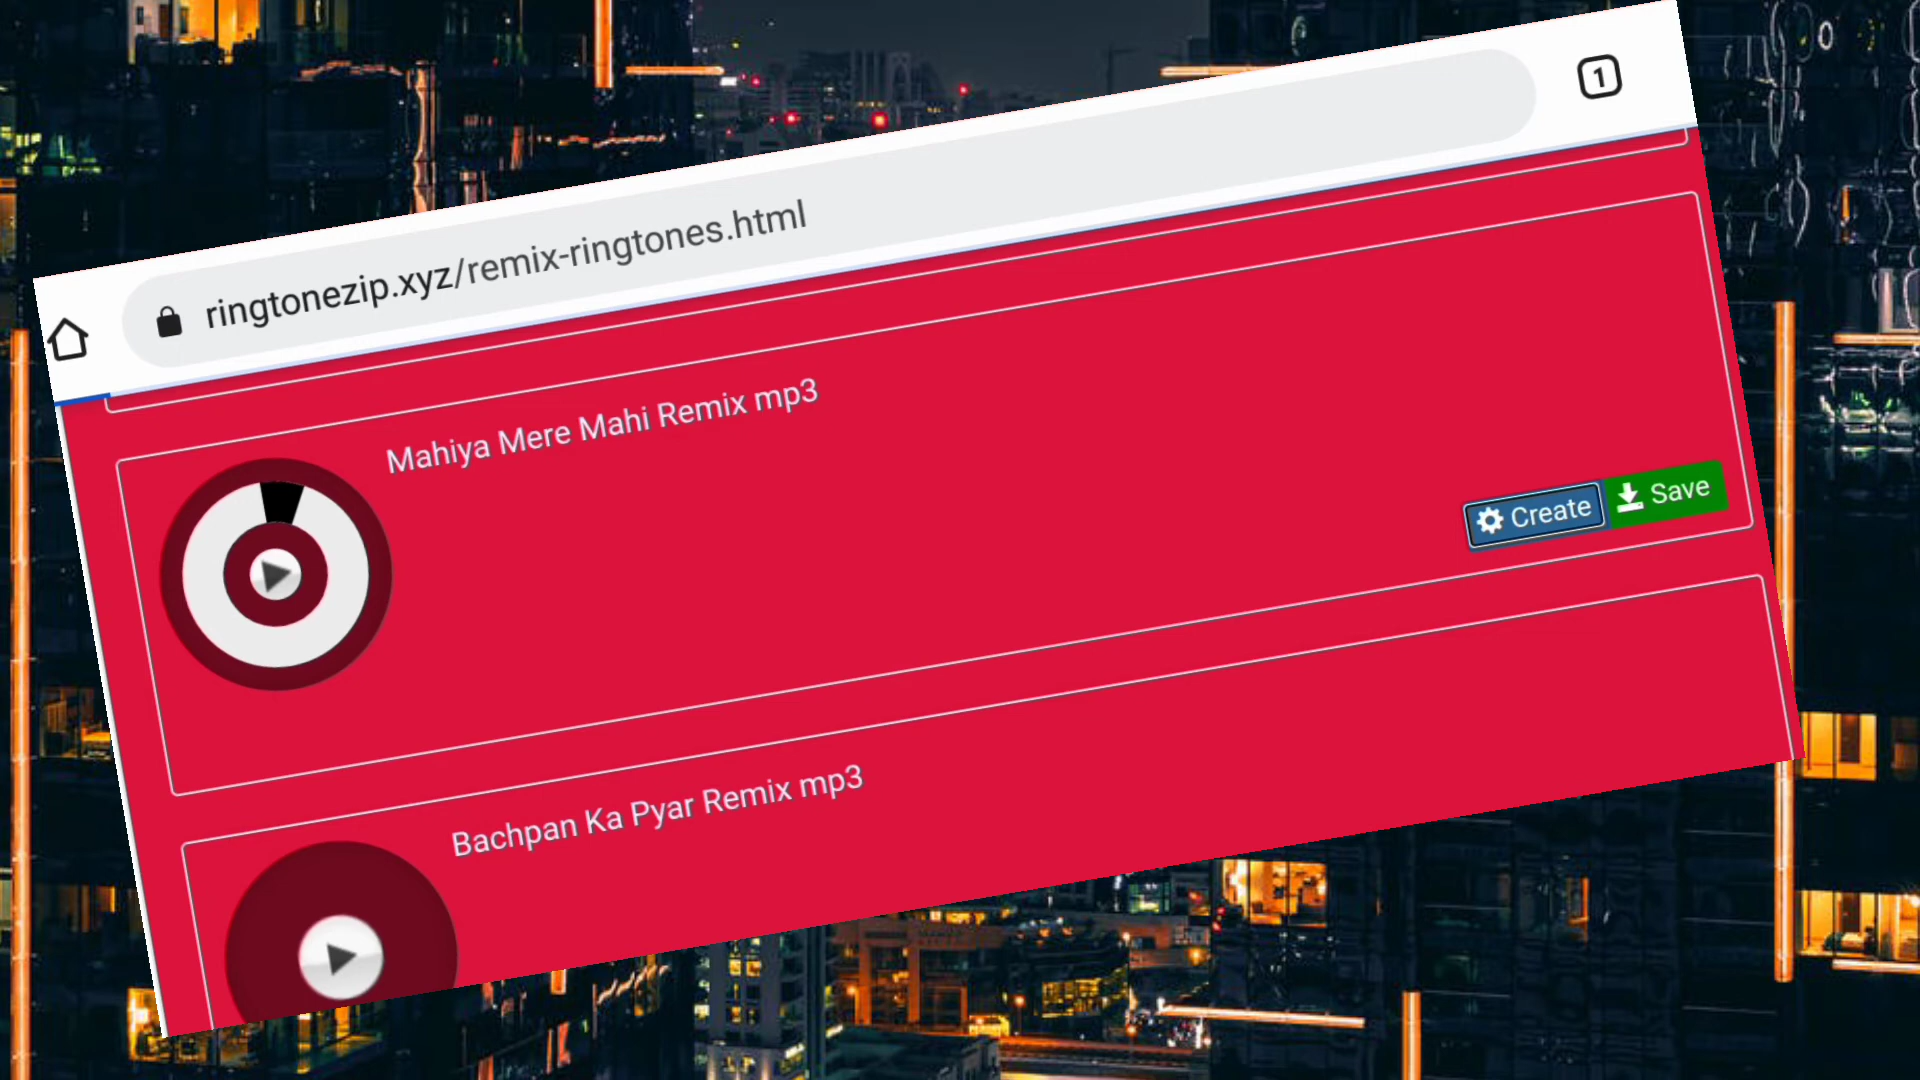 1
ringtonezip.xyz/remix-ringtones.html
Mahiya Mere Mahi Remix mp3
Create
Save
Bachpan Ka Pyar Remix mp3